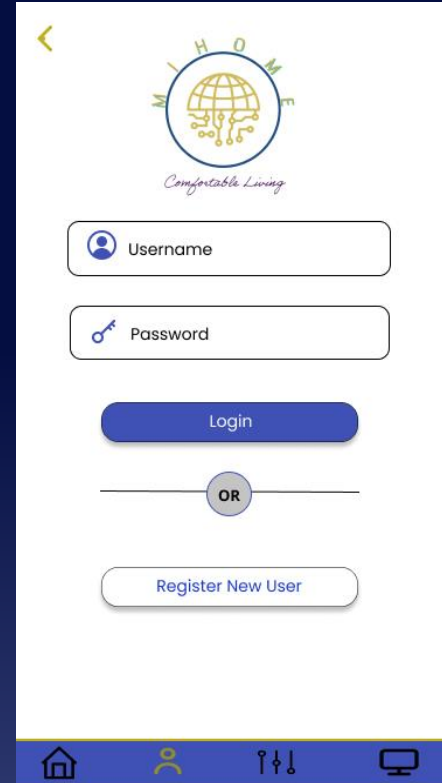 MIHOME
Comfortable Living
Username
Password
Login
OR
Register New User